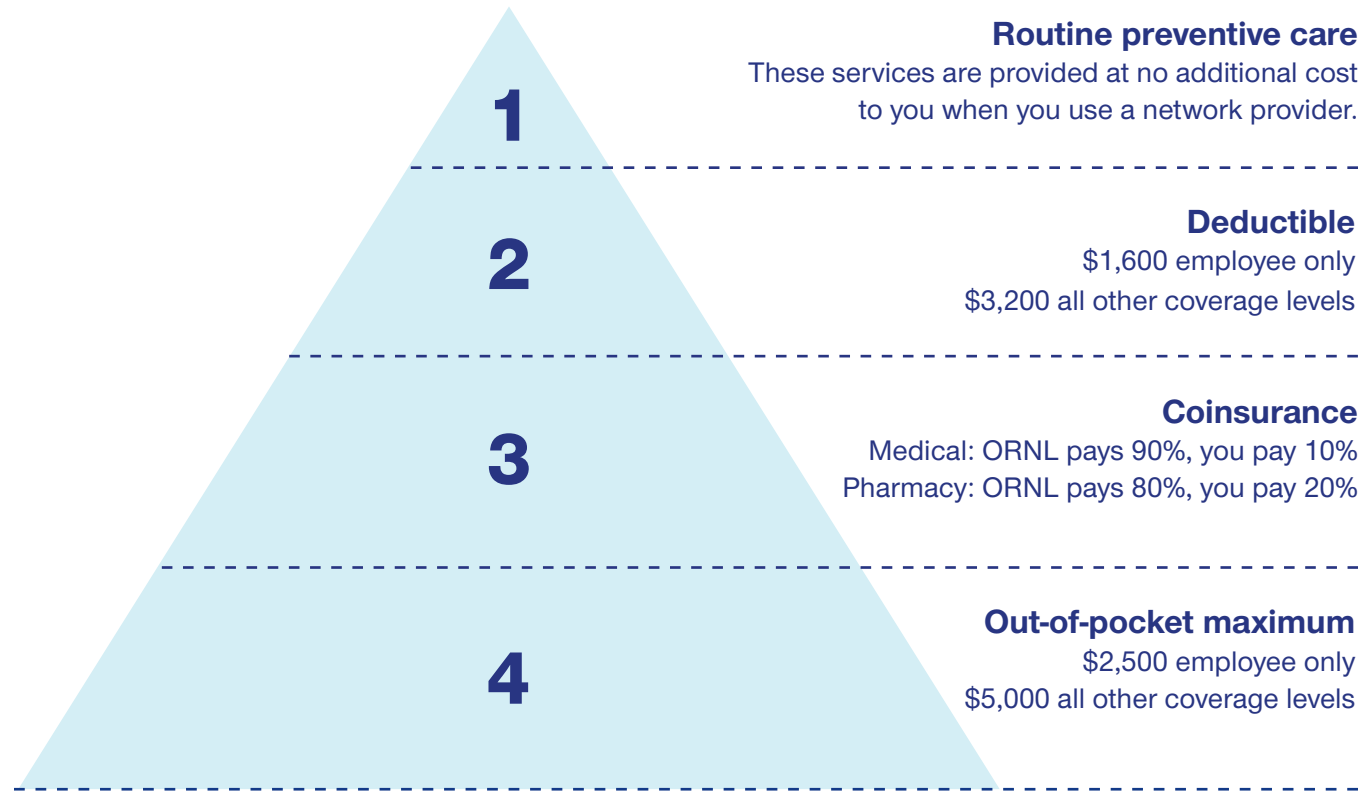 1
Routine preventive care
These services are provided at no additional cost
to you when you use a network provider.
2
Deductible
$1,600 employee only
$3,200 all other coverage levels
3
Coinsurance
Medical: ORNL pays 90%, you pay 10%
Pharmacy: ORNL pays 80%, you pay 20%
4
Out-of-pocket maximum
$2,500 employee only
$5,000 all other coverage levels